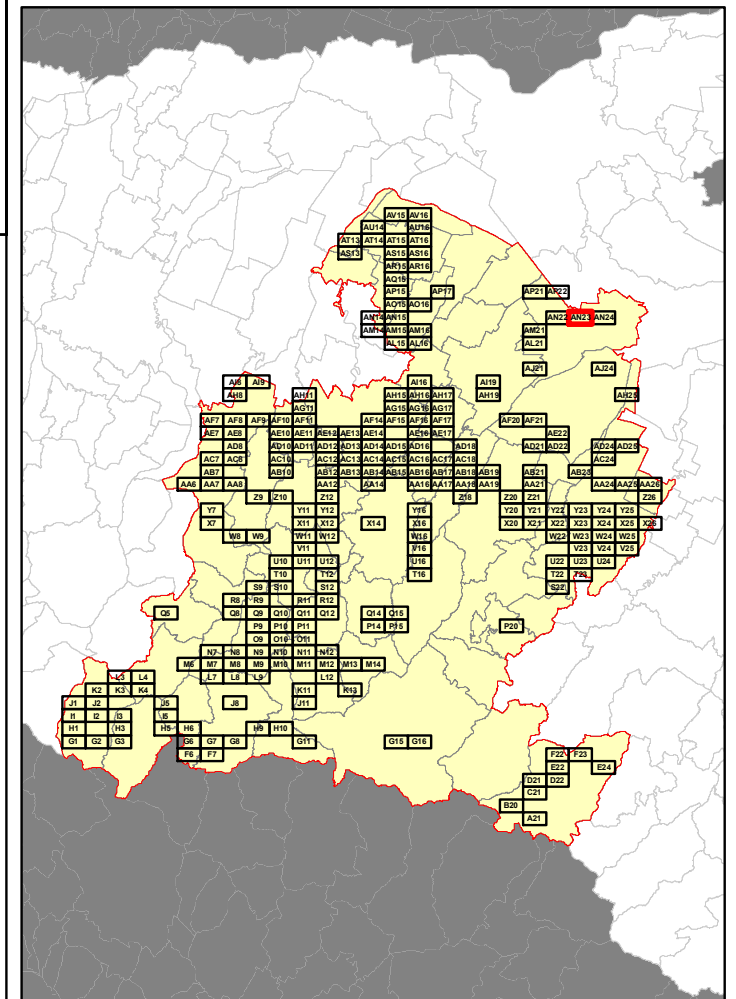 AV15 AV16
AU14 AU16
AT13 AT14 AT15 AT16
AS13 AS15 AS16
AR15 AR16
AQ15
AP15 AP17 AP21 AP22
AO15 AO16
AN14 AN15 AN22 AN23 AN24
AM14 AM15 AM16 AM21
AL15 AL16 AL21
AJ21 AJ24
AI8 AI9 AI16 AI19
AH8 AH11 AH15 AH16 AH17 AH19 AH25
AG11 AG15 AG16 AG17
AF7 AF8 AF9 AF10 AF11 AF14 AF15 AF16 AF17 AF20 AF21
AE7 AE8 AE10 AE11 AE12 AE13 AE14 AE16 AE17 AE22
AD8 AD10 AD11 AD12 AD13 AD14 AD15 AD16 AD18 AD21 AD22 AD24 AD25
AC7 AC8 AC10 AC12 AC13 AC14 AC15 AC16 AC17 AC18 AC24
AB7 AB10 AB12 AB13 AB14 AB15 AB16 AB17 AB18 AB19 AB21 AB23
AA6 AA7 AA8 AA12 AA14 AA16 AA17 AA18 AA19 AA21 AA24 AA25 AA26
Z9 Z10 Z12 Z18 Z20 Z21 Z26
Y7 Y11 Y12 Y16 Y20 Y21 Y22 Y23 Y24 Y25
X7 X11 X12 X14 X16 X20 X21 X22 X23 X24 X25 X26
W8 W9 W11 W12 W16 W22 W23 W24 W25
V11 V16 V23 V24 V25
U10 U11 U12 U16 U22 U23 U24
T10 T12 T16 T22 T23
S9 S10 S12 S22
R8 R9 R11 R12
Q5 Q8 Q9 Q10 Q11 Q12 Q14 Q15
P9 P10 P11 P14 P15 P20
O9 O10 O11
N7 N8 N9 N10 N11 N12
M6 M7 M8 M9 M10 M11 M12 M13 M14
L3 L4 L7 L8 L9 L12
K2 K3 K4 K11 K13
J1 J2 J5 J8 J11
I1 I2 I3 I5
H1 H3 H5 H6 H9 H10
G1 G2 G3 G6 G7 G8 G11 G15 G16
F6 F7 F22 F23
E22 E24
D21 D22
C21
B20
A21